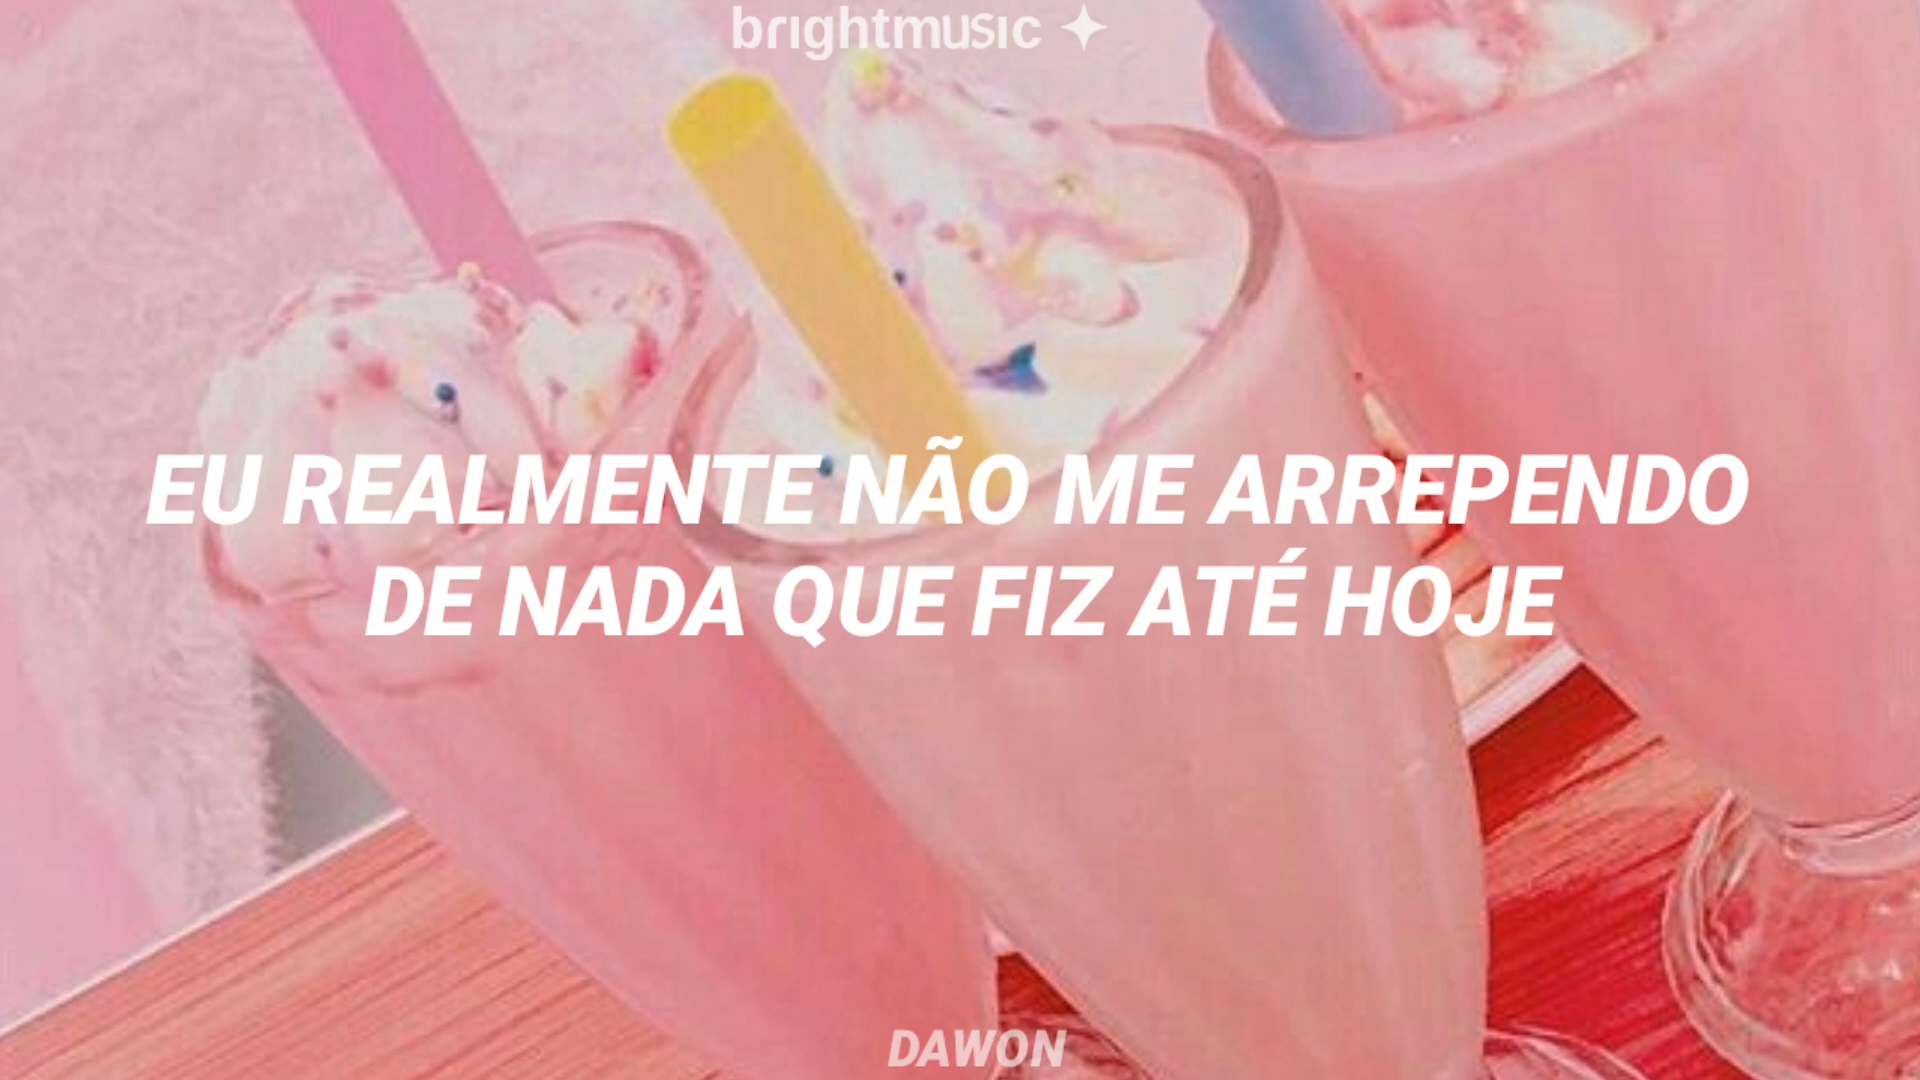 brightmusic
EU REALMENTE NÃO ME ARREPENDO
DE NADA QUE FIZ ATÉ HOJE
DAWON